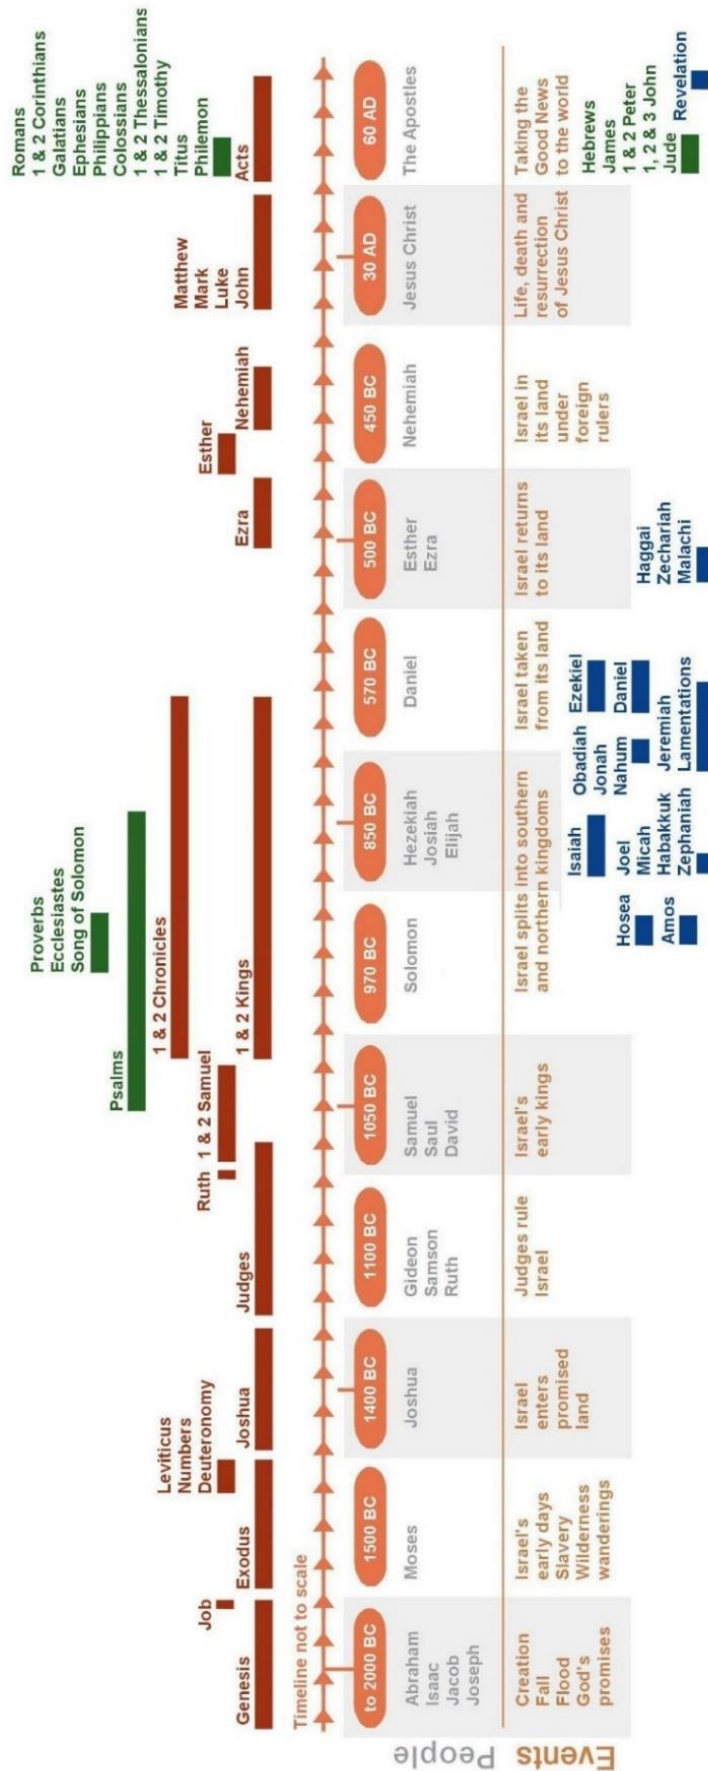 Proverbs
Ecclesiastes
Song of Solomon
Psalms
1 & 2 Chronicles
Ruth 1 & 2 Samuel
1 & 2 Kings
Judges
Leviticus
Numbers
Deuteronomy
Joshua
Exodus
Job
Genesis
Ezra
Esther
Nehemiah
Matthew
Mark
Luke
John
Romans
1 & 2 Corinthians
Galatians
Ephesians
Philippians
Colossians
1 & 2 Thessalonians
1 & 2 Timothy
Titus
Philemon
Acts
Timeline not to scale
to 2000 BC
1500 BC
1400 BC
1100 BC
1050 BC
970 BC
850 BC
570 BC
500 BC
450 BC
30 AD
60 AD
People
Abraham
Isaac
Jacob
Joseph
Moses
Joshua
Gideon
Samson
Ruth
Samuel
Saul
David
Solomon
Hezekiah
Josiah
Elijah
Daniel
Esther
Ezra
Nehemiah
Jesus Christ
The Apostles
Events
Creation
Fall
Flood
God's
promises
Israel's
early days
Slavery
Wilderness
wanderings
Israel
enters
promised
land
Judges rule
Israel
Israel's
early kings
Israel splits into southern
and northern kingdoms
Israel taken
from its land
Israel returns
to its land
Israel in
its land
under
foreign
rulers
Life, death and
resurrection
of Jesus Christ
Taking the
Good News
to the world
Hosea
Amos
Isaiah
Joel
Micah
Habakkuk
Zephaniah
Obadiah
Jonah
Nahum
Ezekiel
Daniel
Jeremiah
Lamentations
Haggai
Zechariah
Malachi
Hebrews
James
1 & 2 Peter
1, 2 & 3 John
Jude
Revelation